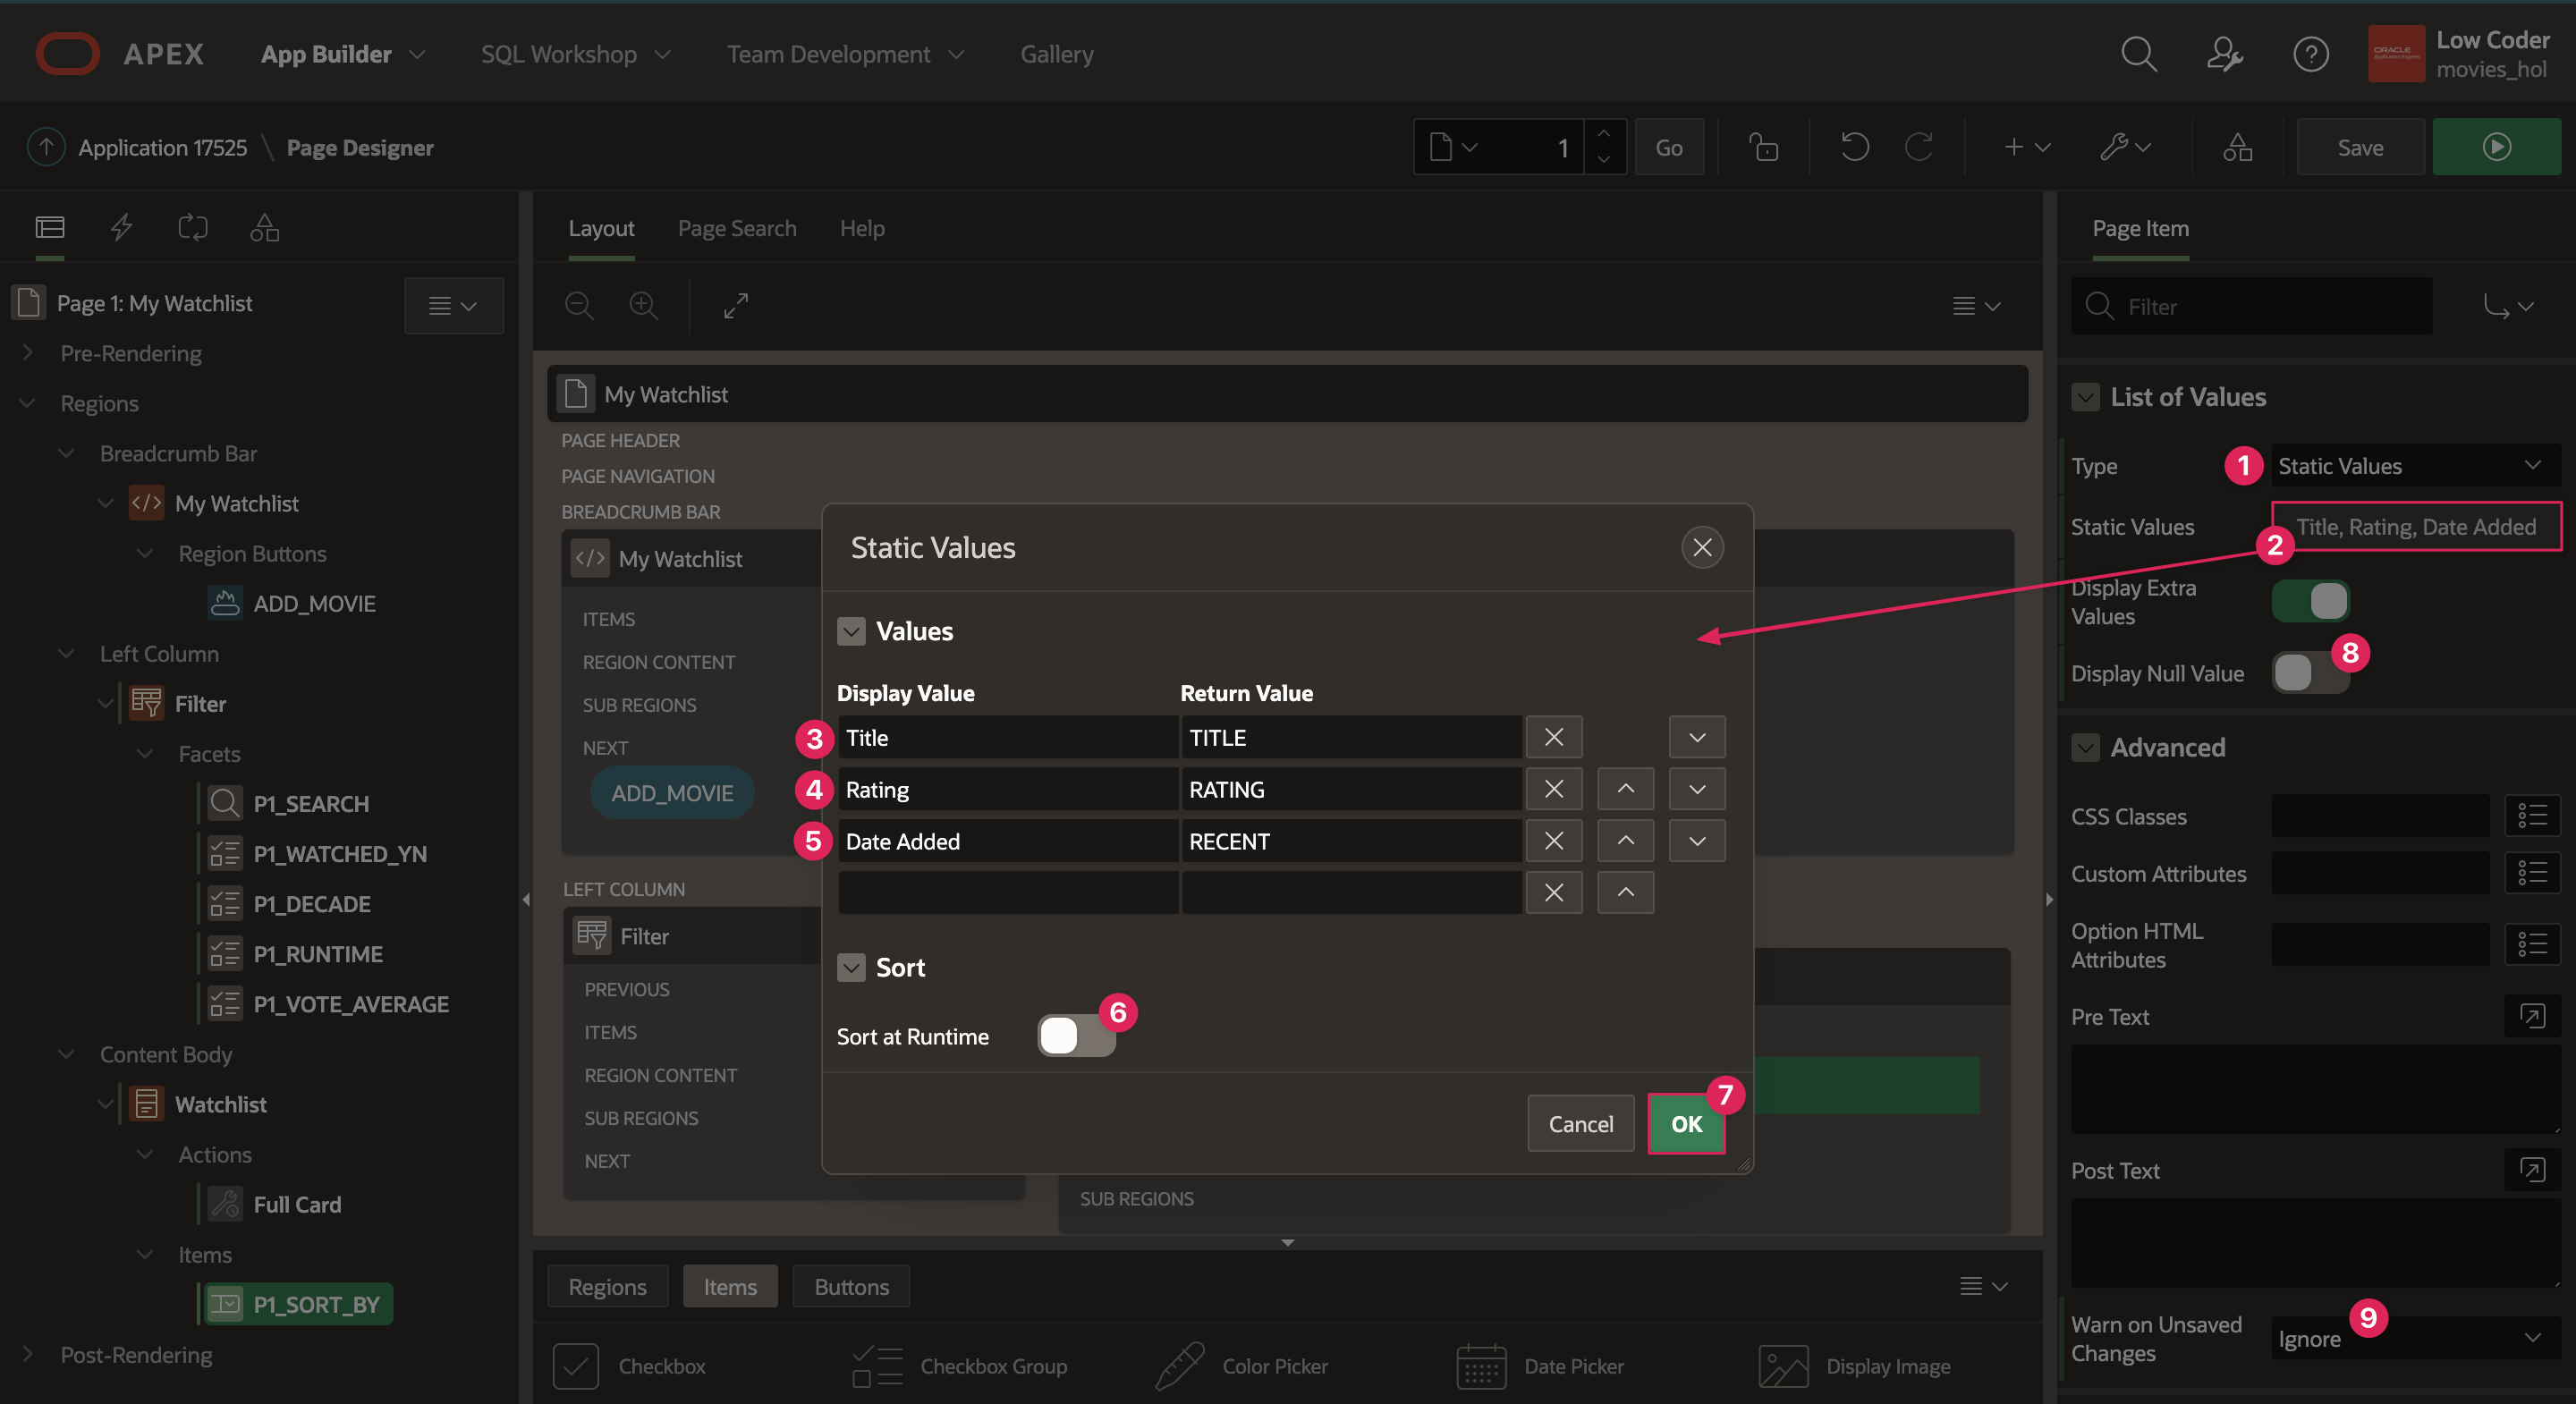 APEX App Builder SQL Workshop Team Development Gallery
ORACLE
Application Express
Low Coder
movies_hol
Application 17525 \ Page Designer
1 Go Save
Page 1: My Watchlist
Pre-Rendering
Regions
Breadcrumb Bar
My Watchlist
Region Buttons
ADD_MOVIE
Left Column
Filter
Facets
P1_SEARCH
P1_WATCHED_YN
P1_DECADE
P1_RUNTIME
P1_VOTE_AVERAGE
Content Body
Watchlist
Actions
Full Card
Items
P1_SORT_BY
Post-Rendering
Layout Page Search Help
My Watchlist
PAGE HEADER
PAGE NAVIGATION
BREADCRUMB BAR
My Watchlist
ITEMS
REGION CONTENT
SUB REGIONS
NEXT
ADD_MOVIE
LEFT COLUMN
Filter
PREVIOUS
ITEMS
REGION CONTENT
SUB REGIONS
NEXT
SUB REGIONS
Static Values
Values
Display Value Return Value
3 Title TITLE
4 Rating RATING
5 Date Added RECENT
Sort
Sort at Runtime 6
Cancel OK 7
Regions Items Buttons
Checkbox Checkbox Group Color Picker Date Picker Display Image
Page Item
Filter
List of Values
Type 1 Static Values
Static Values 2 Title, Rating, Date Added
Display Extra
Values
Display Null Value 8
Advanced
CSS Classes
Custom Attributes
Option HTML
Attributes
Pre Text
Post Text
Warn on Unsaved
Changes
Ignore 9